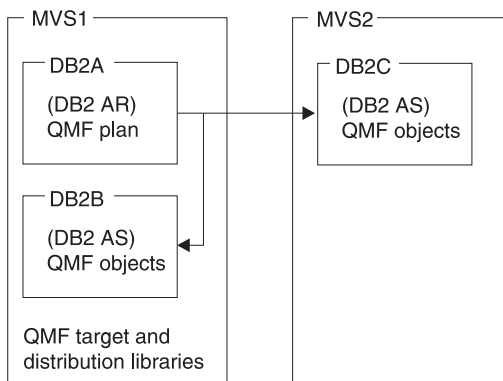 MVS1
DB2A
(DB2 AR)
QMF plan
DB2B
(DB2 AS)
QMF objects
QMF target and
distribution libraries
MVS2
DB2C
(DB2 AS)
QMF objects